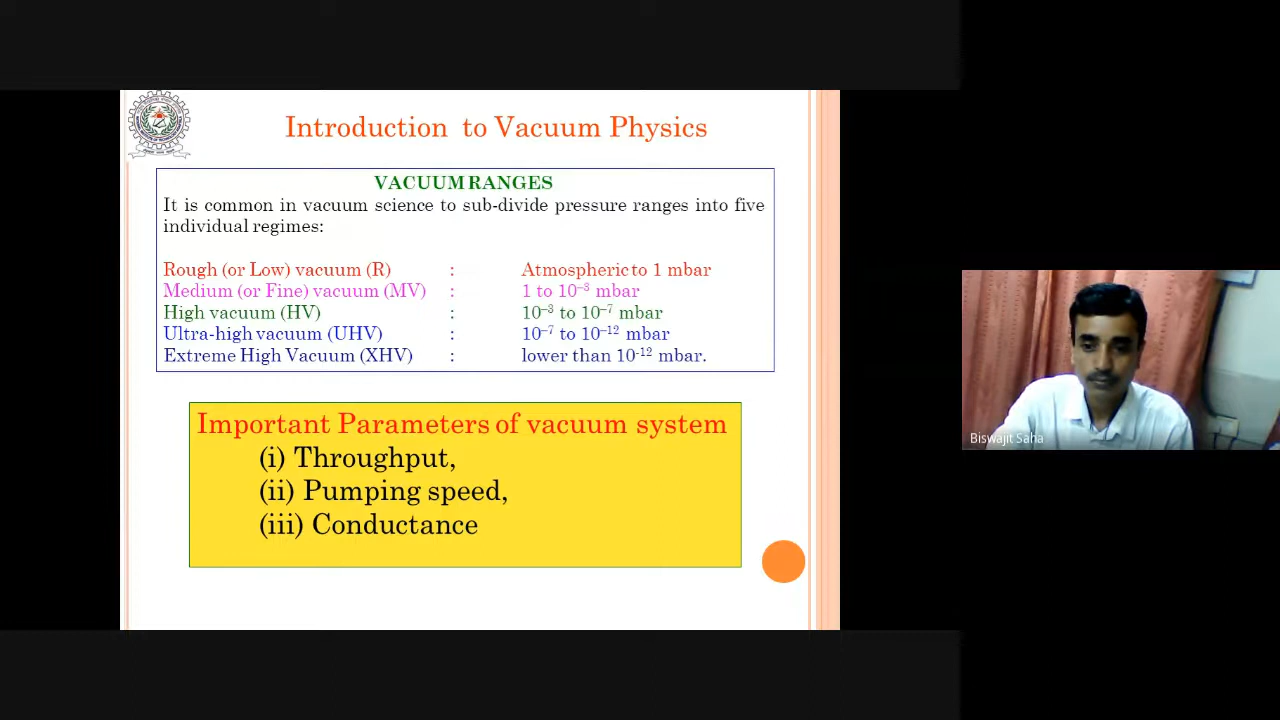 Introduction to Vacuum Physics
VACUUM RANGES
It is common in vacuum science to sub-divide pressure ranges into five
individual regimes:
Rough (or Low) vacuum (R) : Atmospheric to 1 mbar
Medium (or Fine) vacuum (MV) : 1 to 10⁻³ mbar
High vacuum (HV) : 10⁻³ to 10⁻⁷ mbar
Ultra-high vacuum (UHV) : 10⁻⁷ to 10⁻¹² mbar
Extreme High Vacuum (XHV) : lower than 10⁻¹² mbar.
Important Parameters of vacuum system
(i) Throughput,
(ii) Pumping speed,
(iii) Conductance
Biswajit Saha